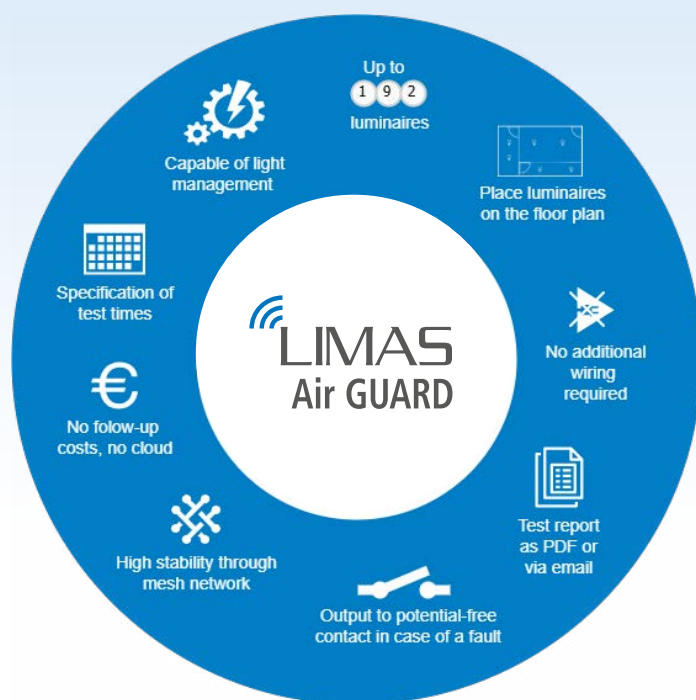 Up to
1 9 2
luminaires
Place luminaires
on the floor plan
No additional
wiring
required
Test report
as PDF or
via email
Output to potential-free
contact in case of a fault
High stability through
mesh network
No folow-up
costs, no cloud
Specification of
test times
Capable of light
management
LIMAS
Air GUARD